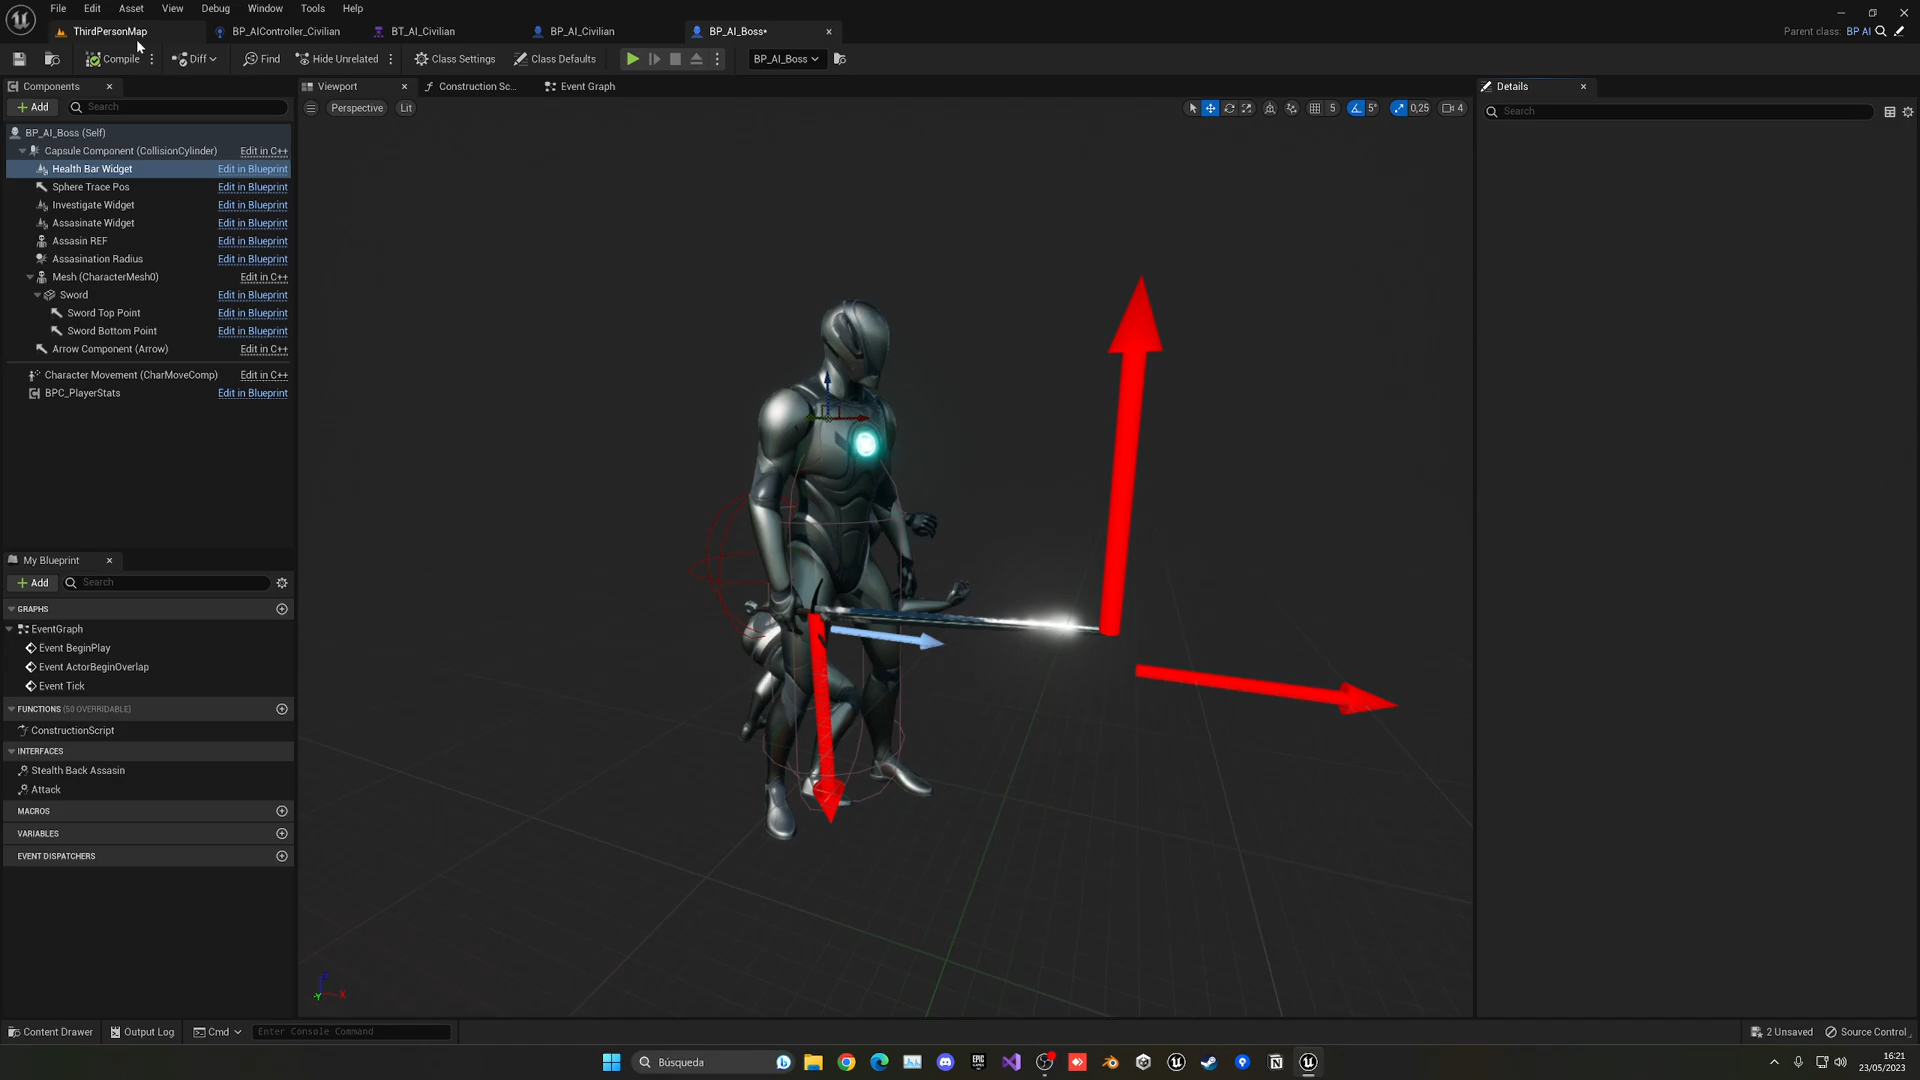 File Edit Asset View Debug Window Tools Help
ThirdPersonMap BP_AIController_Civilian BT_AI_Civilian BP_AI_Civilian BP_AI_Boss• Parent class: BP AI
Compile Diff Find Hide Unrelated Class Settings Class Defaults BP_AI_Boss
Components Viewport Construction Sc... Event Graph Details
Add Search Perspective Lit 5 5° 0,25 4 Search
BP_AI_Boss (Self)
Capsule Component (CollisionCylinder) Edit in C++
Health Bar Widget Edit in Blueprint
Sphere Trace Pos Edit in Blueprint
Investigate Widget Edit in Blueprint
Assasinate Widget Edit in Blueprint
Assasin REF Edit in Blueprint
Assasination Radius Edit in Blueprint
Mesh (CharacterMesh0) Edit in C++
Sword Edit in Blueprint
Sword Top Point Edit in Blueprint
Sword Bottom Point Edit in Blueprint
Arrow Component (Arrow) Edit in C++
Character Movement (CharMoveComp) Edit in C++
BPC_PlayerStats Edit in Blueprint
My Blueprint
Add Search
GRAPHS
EventGraph
Event BeginPlay
Event ActorBeginOverlap
Event Tick
FUNCTIONS (50 OVERRIDABLE)
ConstructionScript
INTERFACES
Stealth Back Assasin
Attack
MACROS
VARIABLES
EVENT DISPATCHERS
Z X Y
Content Drawer Output Log Cmd Enter Console Command 2 Unsaved Source Control
Búsqueda EPIC GAMES 16:21
23/05/2023